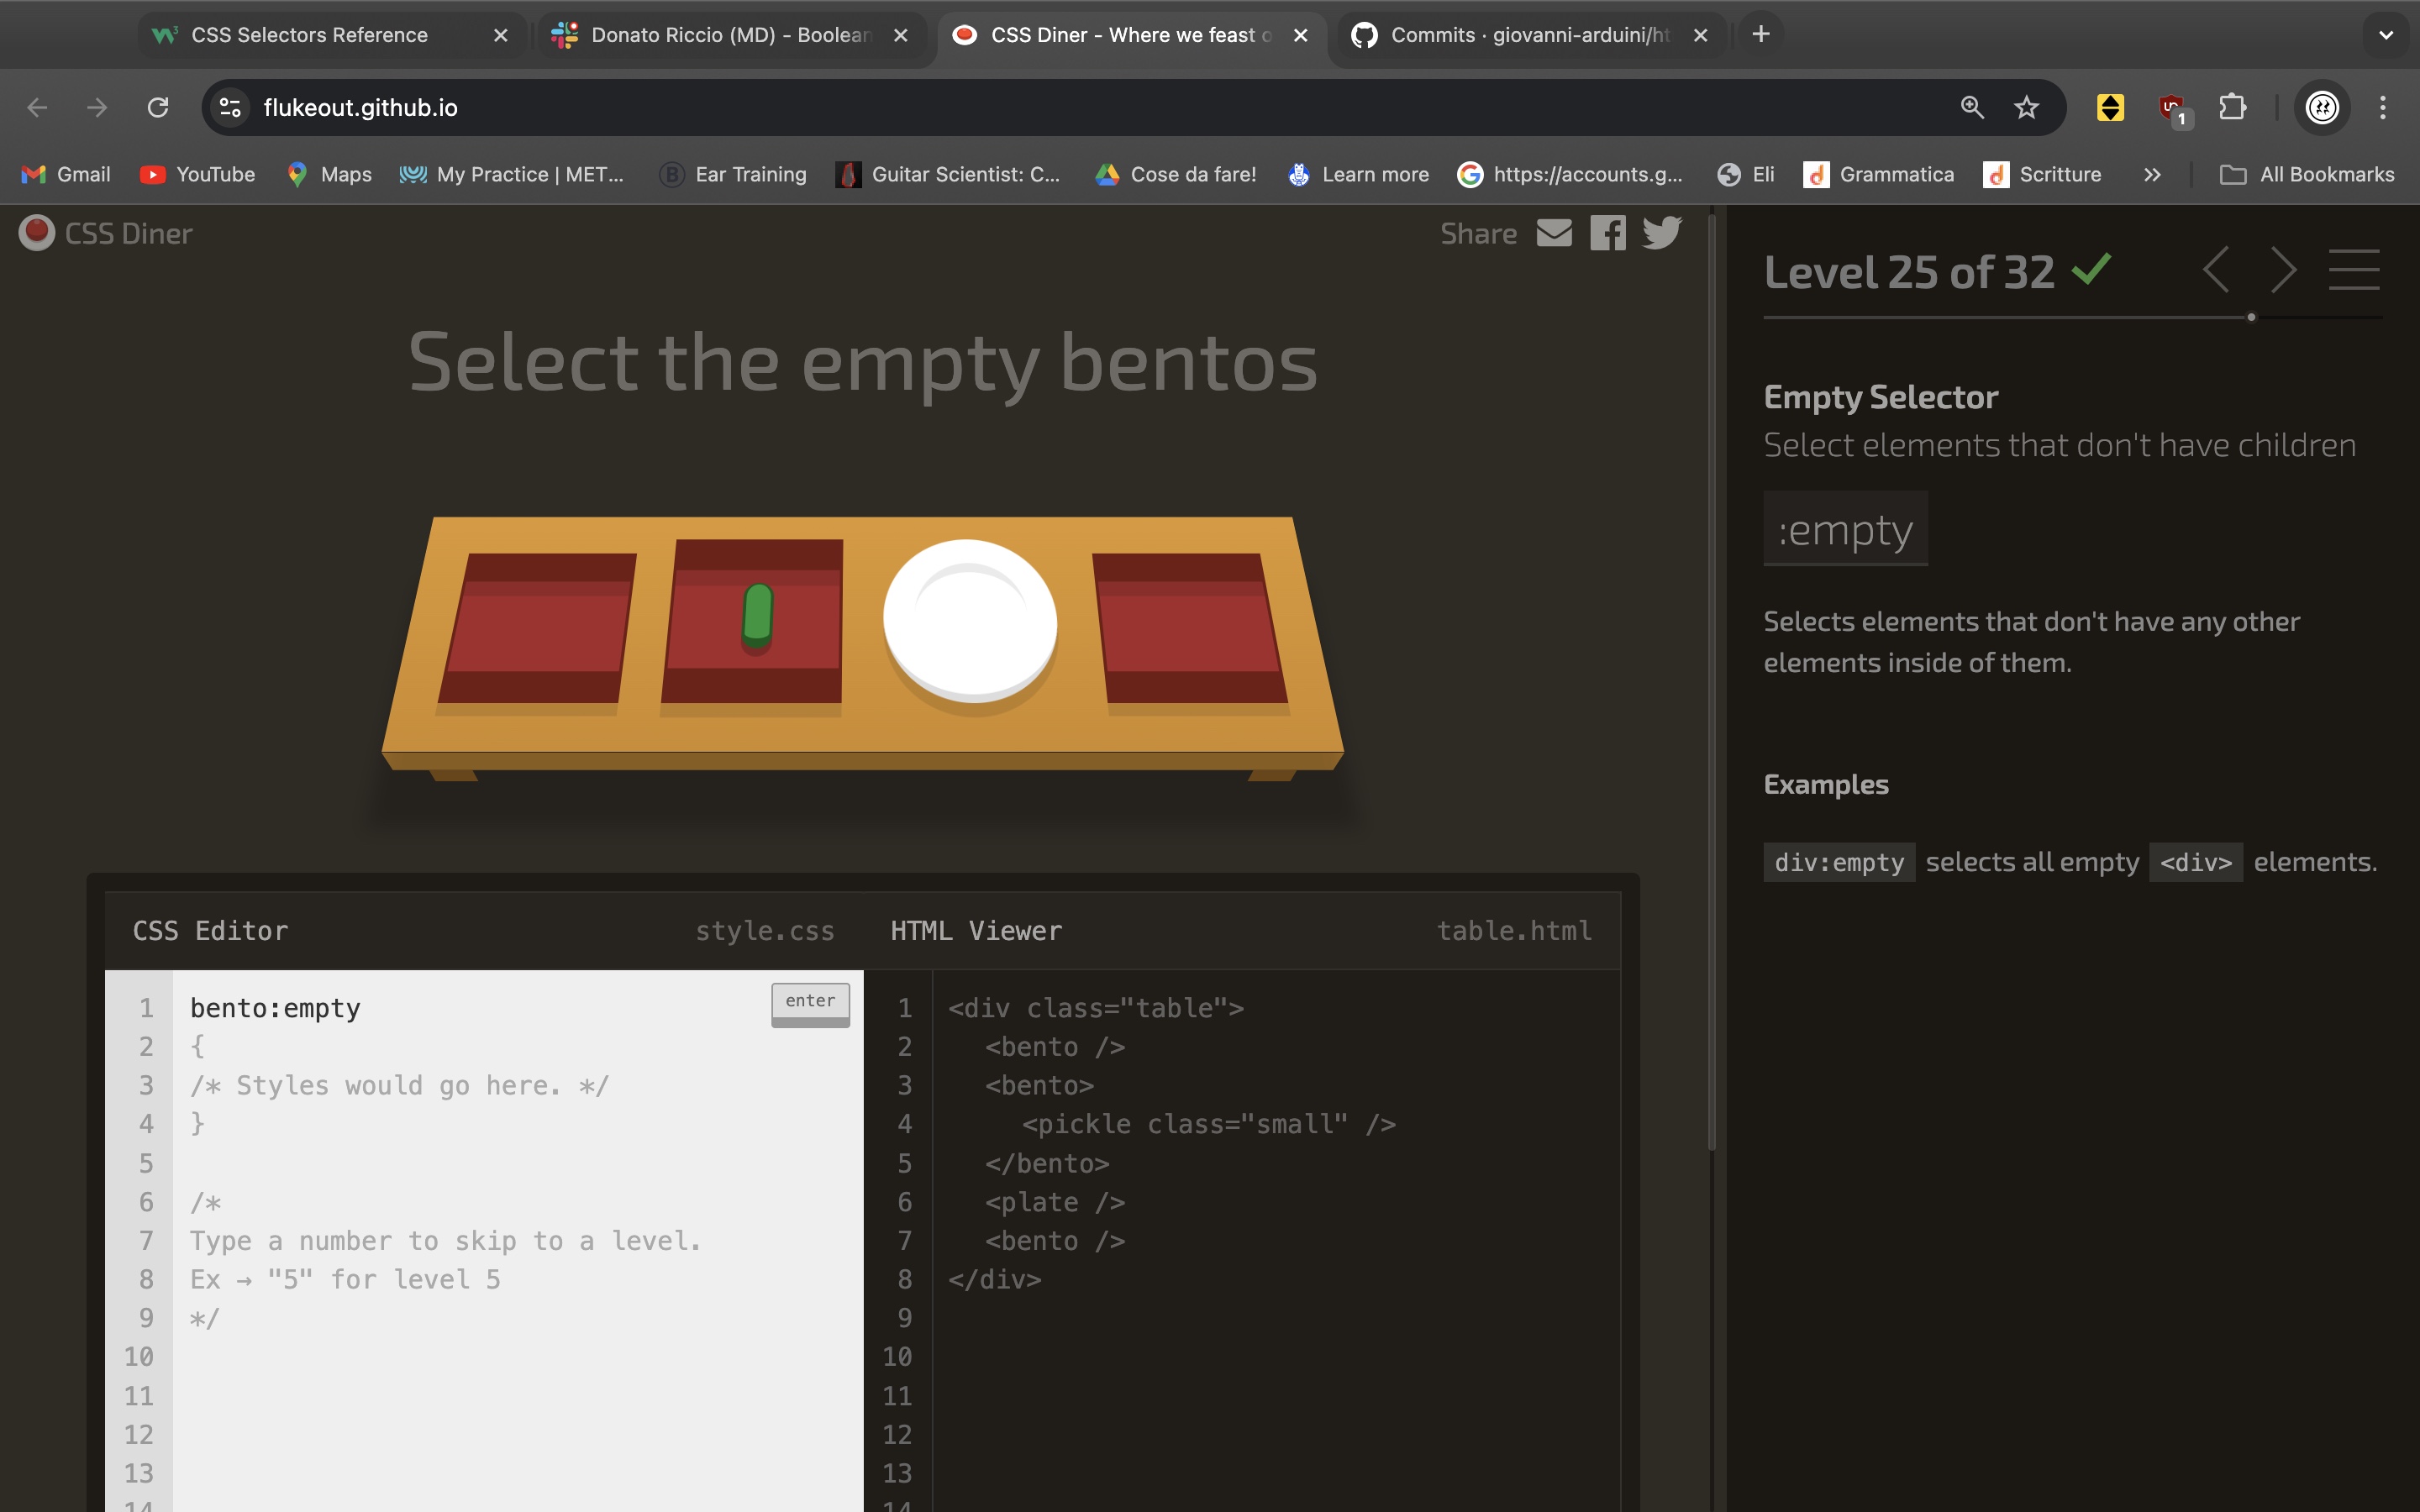 CSS Selectors Reference
Donato Riccio (MD) - Boolean
CSS Diner - Where we feast o
Commits · giovanni-arduini/ht
flukeout.github.io
1
Gmail YouTube Maps My Practice | MET... Ear Training Guitar Scientist: C... Cose da fare! Learn more https://accounts.g... Eli Grammatica Scritture » All Bookmarks
CSS Diner
Share
Select the empty bentos
CSS Editor style.css
1 bento:empty
enter
2 {
3 /* Styles would go here. */
4 }
5
6 /*
7 Type a number to skip to a level.
8 Ex → "5" for level 5
9 */
10
11
12
13
14
HTML Viewer table.html
1 <div class="table">
2 <bento />
3 <bento>
4 <pickle class="small" />
5 </bento>
6 <plate />
7 <bento />
8 </div>
9
10
11
12
13
14
Level 25 of 32
Empty Selector
Select elements that don't have children
:empty
Selects elements that don't have any other
elements inside of them.
Examples
div:empty selects all empty <div> elements.